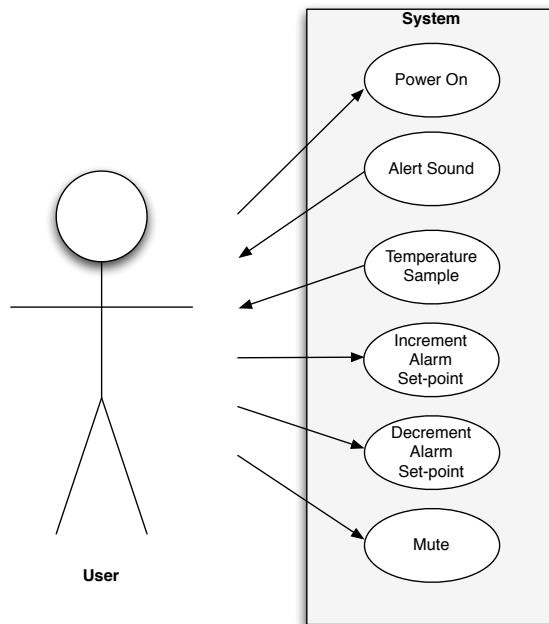 System
Power On
Alert Sound
Temperature
Sample
Increment
Alarm
Set-point
Decrement
Alarm
Set-point
Mute
User